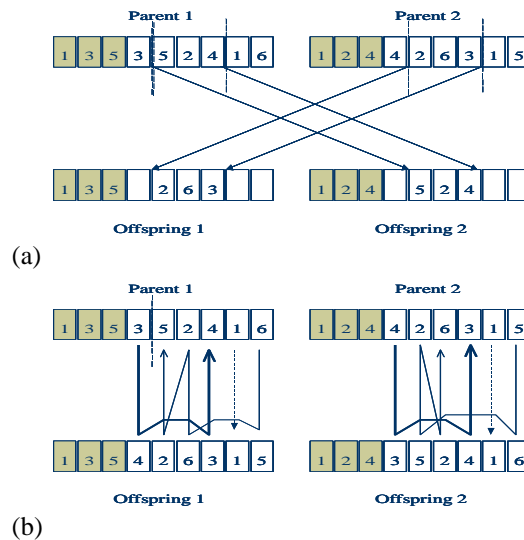 Parent 1 Parent 2
1 3 5 3 5 2 4 1 6 1 2 4 4 2 6 3 1 5
1 3 5 2 6 3 1 2 4 5 2 4
Offspring 1 Offspring 2
(a)
Parent 1 Parent 2
1 3 5 3 5 2 4 1 6 1 2 4 4 2 6 3 1 5
1 3 5 4 2 6 3 1 5 1 2 4 3 5 2 4 1 6
Offspring 1 Offspring 2
(b)